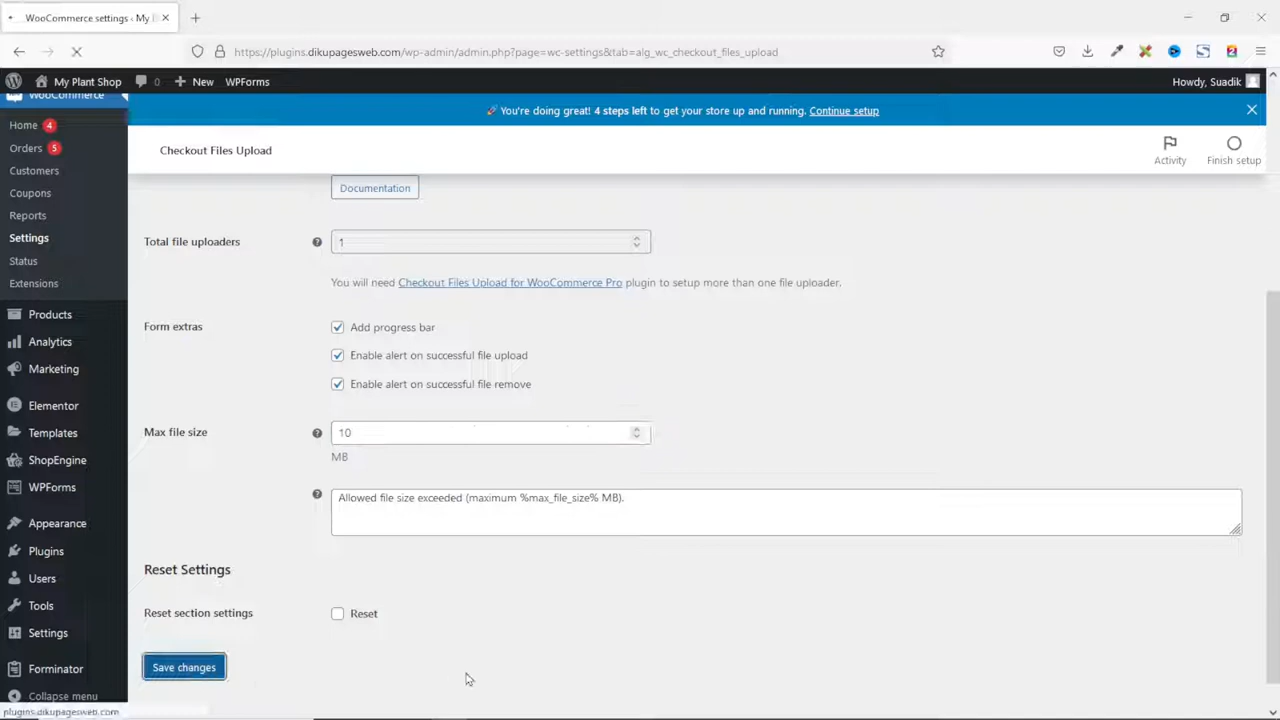 WooCommerce settings ‹ My
https://plugins.dikupagesweb.com/wp-admin/admin.php?page=wc-settings&tab=alg_wc_checkout_files_upload
My Plant Shop
0
New
WPForms
Howdy, Suadik
WooCommerce
You're doing great! 4 steps left to get your store up and running. Continue setup
Home 4
Orders 5
Customers
Coupons
Reports
Settings
Status
Extensions
Products
Analytics
Marketing
Elementor
Templates
ShopEngine
WPForms
Appearance
Plugins
Users
Tools
Settings
Forminator
Collapse menu
plugins.dikupagesweb.com
Checkout Files Upload
Activity
Finish setup
Documentation
Total file uploaders
1
You will need Checkout Files Upload for WooCommerce Pro plugin to setup more than one file uploader.
Form extras
Add progress bar
Enable alert on successful file upload
Enable alert on successful file remove
Max file size
10
MB
Allowed file size exceeded (maximum %max_file_size% MB).
Reset Settings
Reset section settings
Reset
Save changes